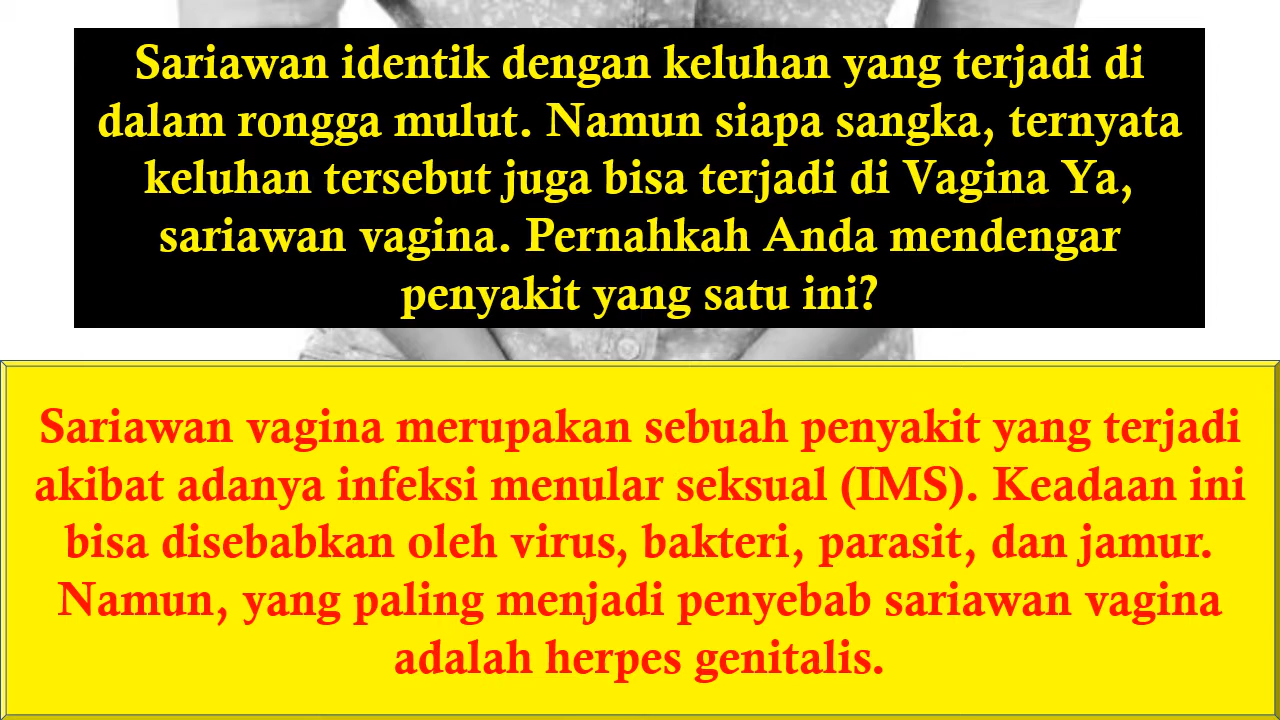 Sariawan identik dengan keluhan yang terjadi di
dalam rongga mulut. Namun siapa sangka, ternyata
keluhan tersebut juga bisa terjadi di Vagina Ya,
sariawan vagina. Pernahkah Anda mendengar
penyakit yang satu ini?
Sariawan vagina merupakan sebuah penyakit yang terjadi
akibat adanya infeksi menular seksual (IMS). Keadaan ini
bisa disebabkan oleh virus, bakteri, parasit, dan jamur.
Namun, yang paling menjadi penyebab sariawan vagina
adalah herpes genitalis.